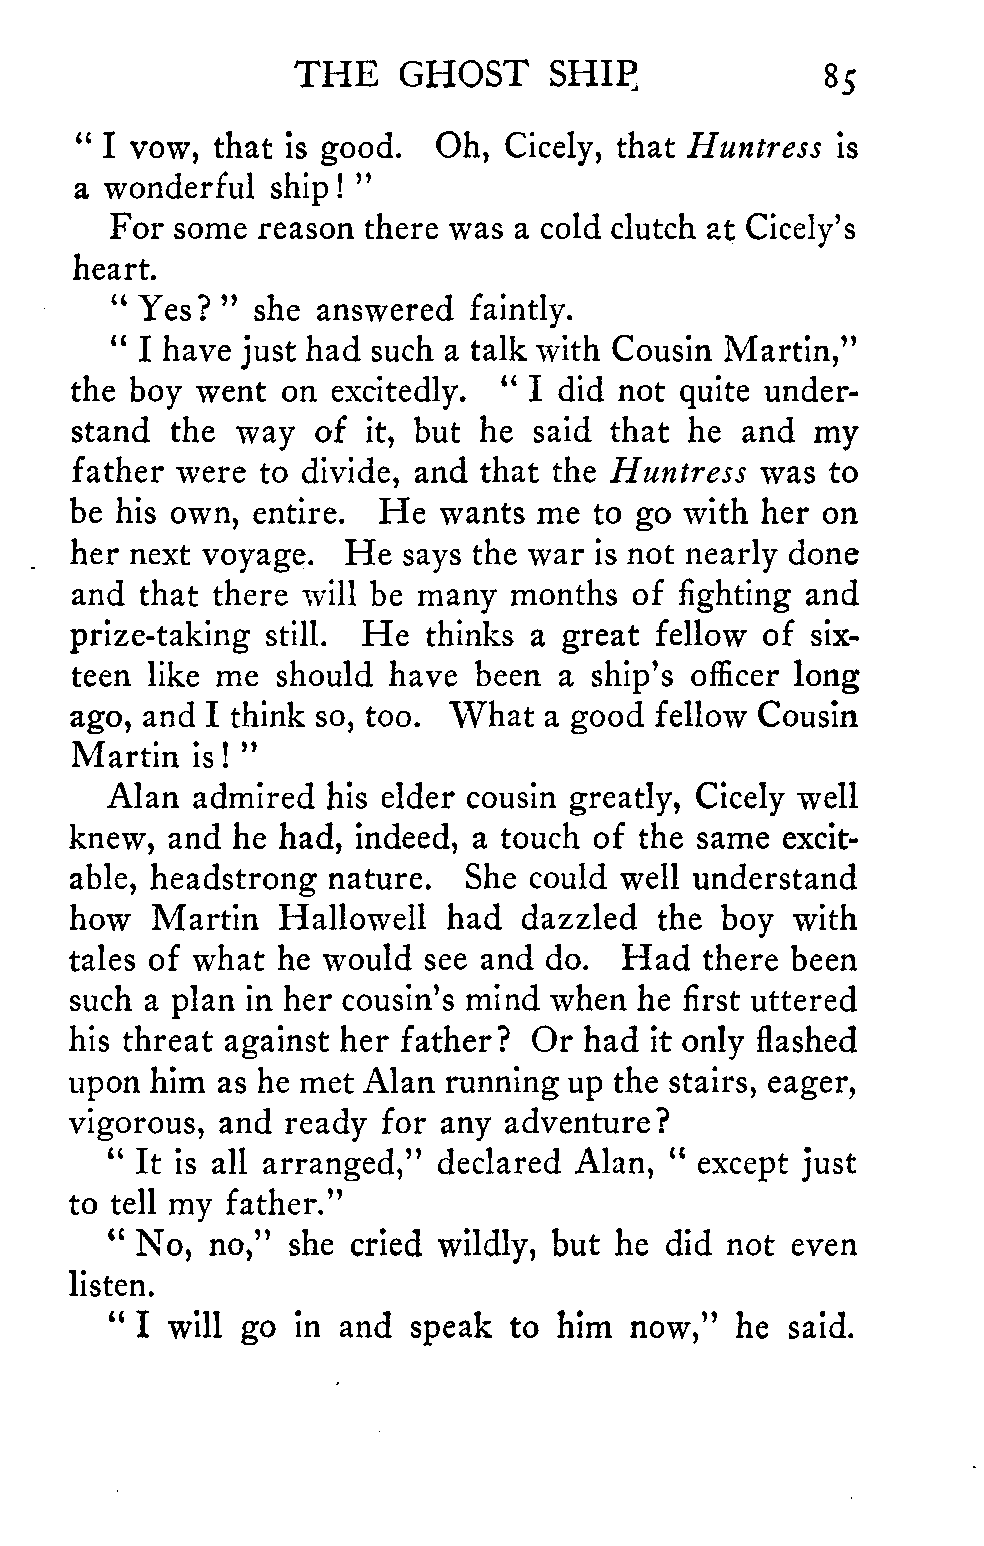 THE GHOST SHIP 85
" I vow, that is good. Oh, Cicely, that Huntress is
a wonderful ship! "
For some reason there was a cold clutch at Cicely's
heart.
" Yes? " she answered faintly.
" I have just had such a talk with Cousin Martin,"
the boy went on excitedly. " I did not quite under-
stand the way of it, but he said that he and my
father were to divide, and that the Huntress was to
be his own, entire. He wants me to go with her on
her next voyage. He says the war is not nearly done
and that there will be many months of fighting and
prize-taking still. He thinks a great fellow of six-
teen like me should have been a ship's officer long
ago, and I think so, too. What a good fellow Cousin
Martin is! "
Alan admired his elder cousin greatly, Cicely well
knew, and he had, indeed, a touch of the same excit-
able, headstrong nature. She could well understand
how Martin Hallowell had dazzled the boy with
tales of what he would see and do. Had there been
such a plan in her cousin's mind when he first uttered
his threat against her father? Or had it only flashed
upon him as he met Alan running up the stairs, eager,
vigorous, and ready for any adventure?
" It is all arranged," declared Alan, " except just
to tell my father."
" No, no," she cried wildly, but he did not even
listen.
" I will go in and speak to him now," he said.